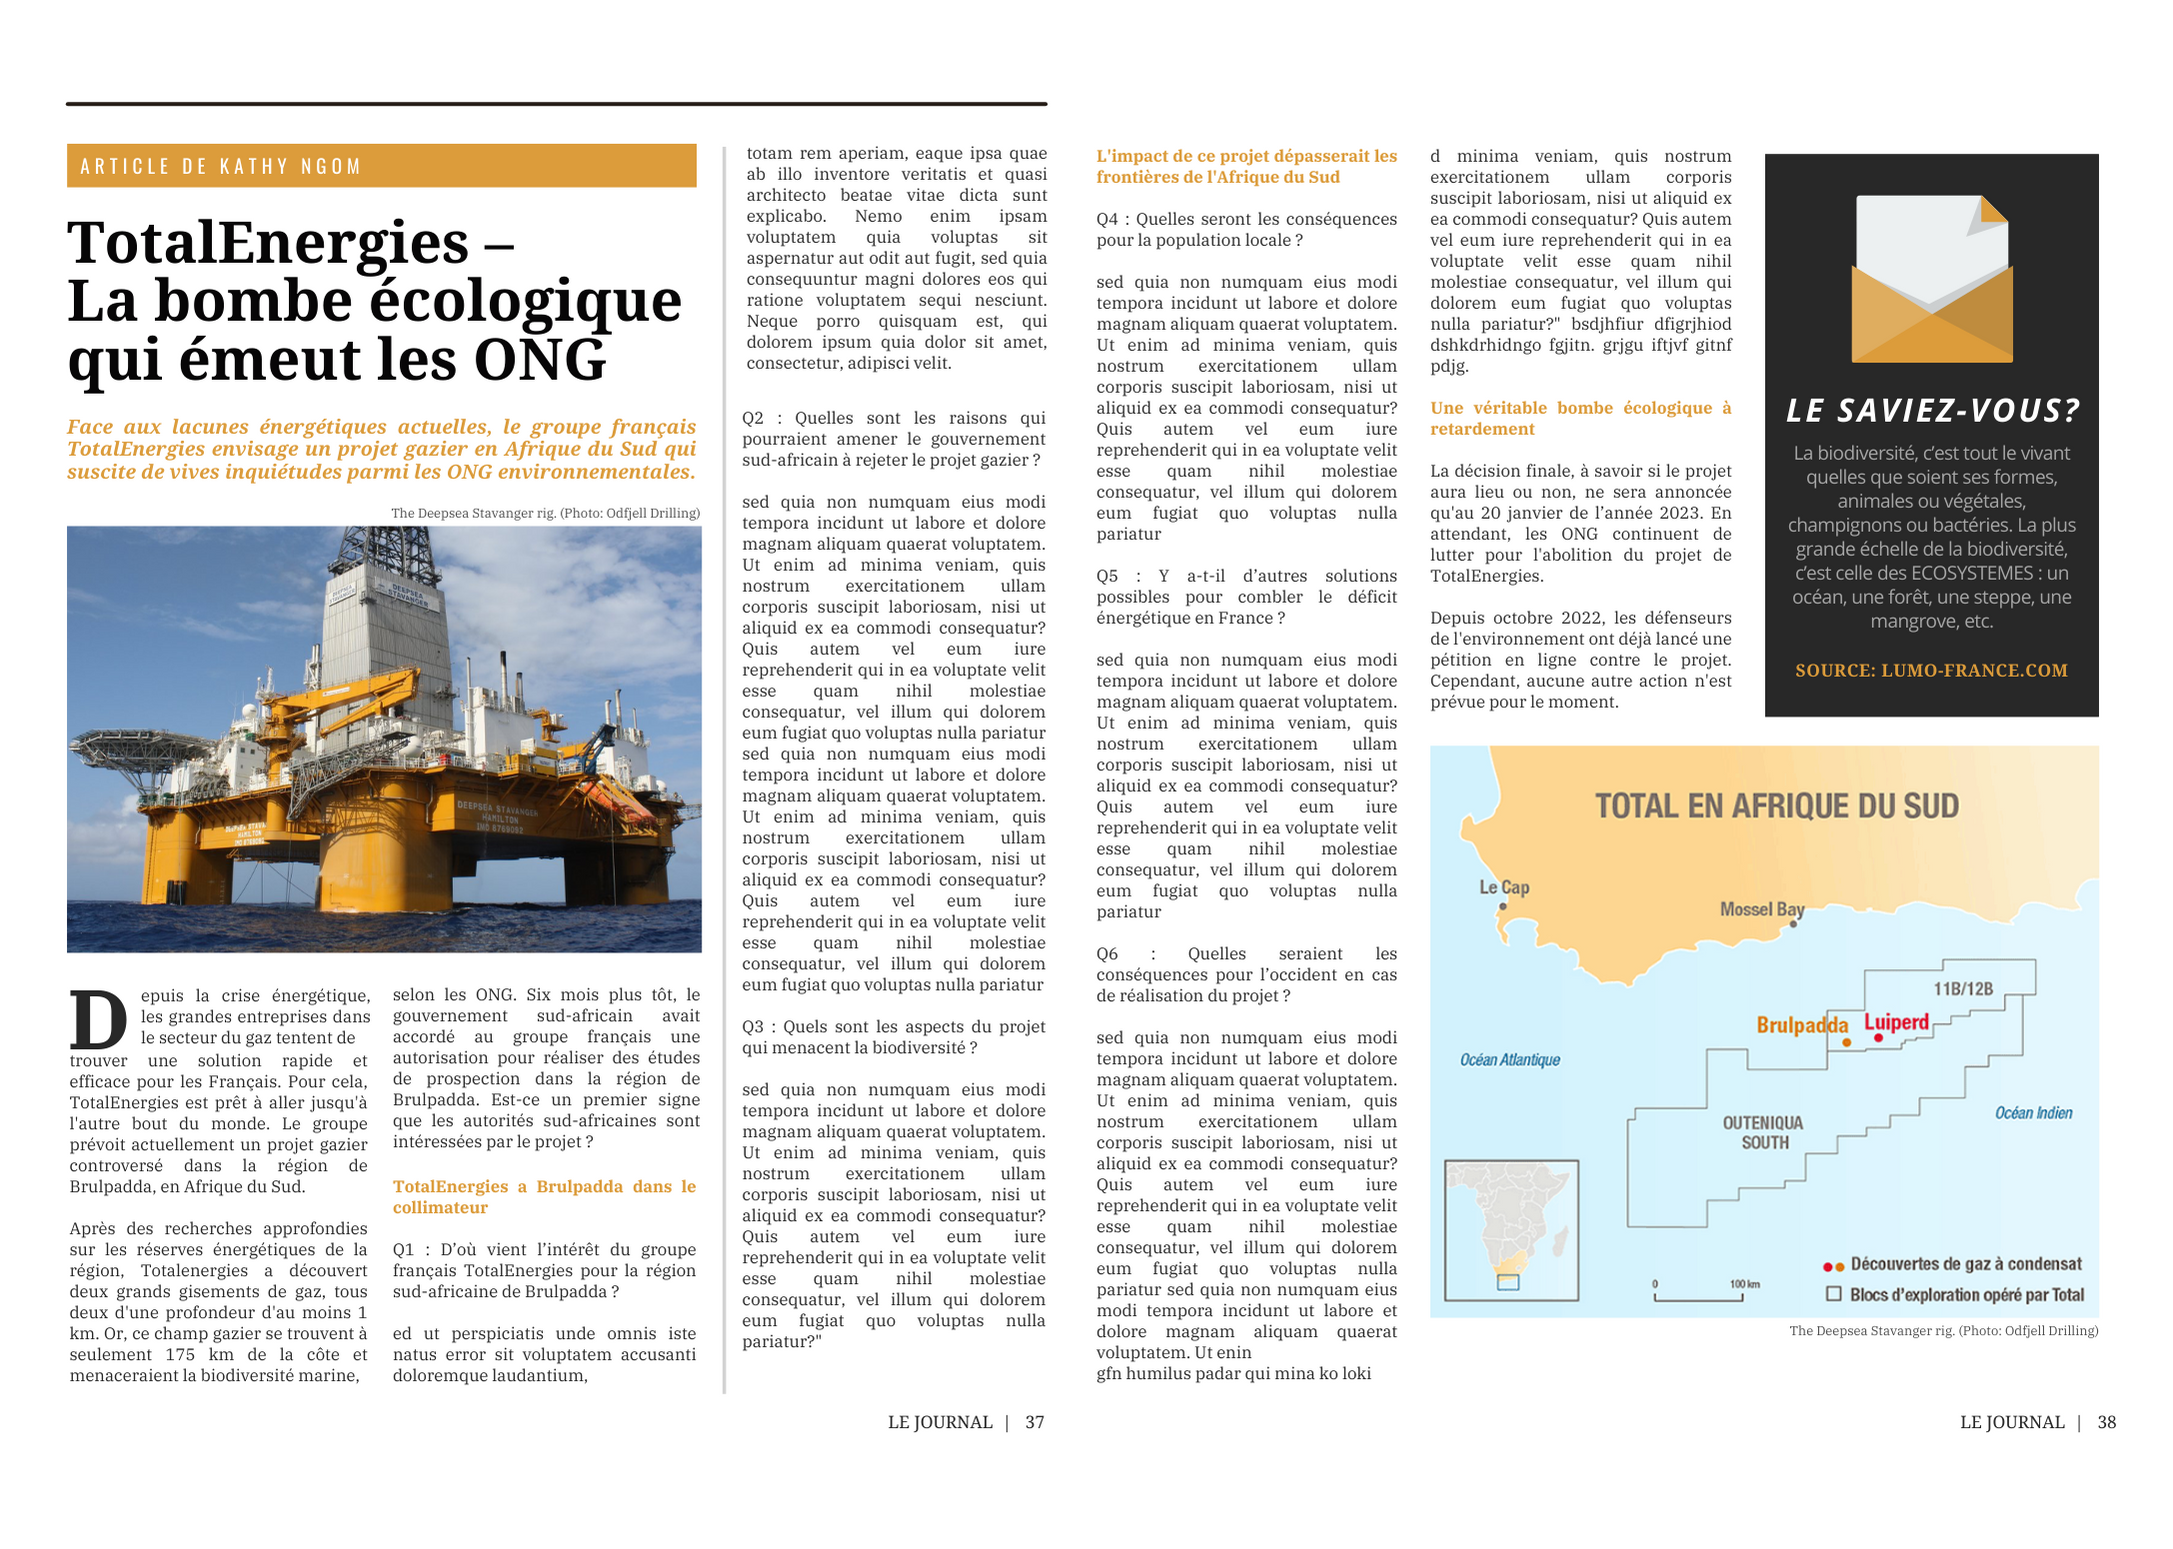 ARTICLE DE KATHY NGOM
TotalEnergies –
La bombe écologique
qui émeut les ONG
Face aux lacunes énergétiques actuelles, le groupe français
TotalEnergies envisage un projet gazier en Afrique du Sud qui
suscite de vives inquiétudes parmi les ONG environnementales.
The Deepsea Stavanger rig. (Photo: Odfjell Drilling)
DEEPSEA
STAVANGER
DEEPSEA STAVANGER
HAMILTON
IMO 8769092
Depuis la crise énergétique,
les grandes entreprises dans
le secteur du gaz tentent de
trouver une solution rapide et
efficace pour les Français. Pour cela,
TotalEnergies est prêt à aller jusqu'à
l'autre bout du monde. Le groupe
prévoit actuellement un projet gazier
controversé dans la région de
Brulpadda, en Afrique du Sud.
Après des recherches approfondies
sur les réserves énergétiques de la
région, Totalenergies a découvert
deux grands gisements de gaz, tous
deux d'une profondeur d'au moins 1
km. Or, ce champ gazier se trouvent à
seulement 175 km de la côte et
menaceraient la biodiversité marine,
selon les ONG. Six mois plus tôt, le
gouvernement sud-africain avait
accordé au groupe français une
autorisation pour réaliser des études
de prospection dans la région de
Brulpadda. Est-ce un premier signe
que les autorités sud-africaines sont
intéressées par le projet ?
TotalEnergies a Brulpadda dans le
collimateur
Q1 : D’où vient l’intérêt du groupe
français TotalEnergies pour la région
sud-africaine de Brulpadda ?
ed ut perspiciatis unde omnis iste
natus error sit voluptatem accusanti
doloremque laudantium,
totam rem aperiam, eaque ipsa quae
ab illo inventore veritatis et quasi
architecto beatae vitae dicta sunt
explicabo. Nemo enim ipsam
voluptatem quia voluptas sit
aspernatur aut odit aut fugit, sed quia
consequuntur magni dolores eos qui
ratione voluptatem sequi nesciunt.
Neque porro quisquam est, qui
dolorem ipsum quia dolor sit amet,
consectetur, adipisci velit.
Q2 : Quelles sont les raisons qui
pourraient amener le gouvernement
sud-africain à rejeter le projet gazier ?
sed quia non numquam eius modi
tempora incidunt ut labore et dolore
magnam aliquam quaerat voluptatem.
Ut enim ad minima veniam, quis
nostrum exercitationem ullam
corporis suscipit laboriosam, nisi ut
aliquid ex ea commodi consequatur?
Quis autem vel eum iure
reprehenderit qui in ea voluptate velit
esse quam nihil molestiae
consequatur, vel illum qui dolorem
eum fugiat quo voluptas nulla pariatur
sed quia non numquam eius modi
tempora incidunt ut labore et dolore
magnam aliquam quaerat voluptatem.
Ut enim ad minima veniam, quis
nostrum exercitationem ullam
corporis suscipit laboriosam, nisi ut
aliquid ex ea commodi consequatur?
Quis autem vel eum iure
reprehenderit qui in ea voluptate velit
esse quam nihil molestiae
consequatur, vel illum qui dolorem
eum fugiat quo voluptas nulla pariatur
Q3 : Quels sont les aspects du projet
qui menacent la biodiversité ?
sed quia non numquam eius modi
tempora incidunt ut labore et dolore
magnam aliquam quaerat voluptatem.
Ut enim ad minima veniam, quis
nostrum exercitationem ullam
corporis suscipit laboriosam, nisi ut
aliquid ex ea commodi consequatur?
Quis autem vel eum iure
reprehenderit qui in ea voluptate velit
esse quam nihil molestiae
consequatur, vel illum qui dolorem
eum fugiat quo voluptas nulla
pariatur?"
LE JOURNAL | 37
L'impact de ce projet dépasserait les
frontières de l'Afrique du Sud
Q4 : Quelles seront les conséquences
pour la population locale ?
sed quia non numquam eius modi
tempora incidunt ut labore et dolore
magnam aliquam quaerat voluptatem.
Ut enim ad minima veniam, quis
nostrum exercitationem ullam
corporis suscipit laboriosam, nisi ut
aliquid ex ea commodi consequatur?
Quis autem vel eum iure
reprehenderit qui in ea voluptate velit
esse quam nihil molestiae
consequatur, vel illum qui dolorem
eum fugiat quo voluptas nulla
pariatur
Q5 : Y a-t-il d’autres solutions
possibles pour combler le déficit
énergétique en France ?
sed quia non numquam eius modi
tempora incidunt ut labore et dolore
magnam aliquam quaerat voluptatem.
Ut enim ad minima veniam, quis
nostrum exercitationem ullam
corporis suscipit laboriosam, nisi ut
aliquid ex ea commodi consequatur?
Quis autem vel eum iure
reprehenderit qui in ea voluptate velit
esse quam nihil molestiae
consequatur, vel illum qui dolorem
eum fugiat quo voluptas nulla
pariatur
Q6 : Quelles seraient les
conséquences pour l’occident en cas
de réalisation du projet ?
sed quia non numquam eius modi
tempora incidunt ut labore et dolore
magnam aliquam quaerat voluptatem.
Ut enim ad minima veniam, quis
nostrum exercitationem ullam
corporis suscipit laboriosam, nisi ut
aliquid ex ea commodi consequatur?
Quis autem vel eum iure
reprehenderit qui in ea voluptate velit
esse quam nihil molestiae
consequatur, vel illum qui dolorem
eum fugiat quo voluptas nulla
pariatur sed quia non numquam eius
modi tempora incidunt ut labore et
dolore magnam aliquam quaerat
voluptatem. Ut enin
gfn humilus padar qui mina ko loki
d minima veniam, quis nostrum
exercitationem ullam corporis
suscipit laboriosam, nisi ut aliquid ex
ea commodi consequatur? Quis autem
vel eum iure reprehenderit qui in ea
voluptate velit esse quam nihil
molestiae consequatur, vel illum qui
dolorem eum fugiat quo voluptas
nulla pariatur?" bsdjhfiur dfigrjhiod
dshkdrhidngo fgjitn. grjgu iftjvf gitnf
pdjg.
Une véritable bombe écologique à
retardement
La décision finale, à savoir si le projet
aura lieu ou non, ne sera annoncée
qu'au 20 janvier de l’année 2023. En
attendant, les ONG continuent de
lutter pour l'abolition du projet de
TotalEnergies.
Depuis octobre 2022, les défenseurs
de l'environnement ont déjà lancé une
pétition en ligne contre le projet.
Cependant, aucune autre action n'est
prévue pour le moment.
LE SAVIEZ-VOUS?
La biodiversité, c’est tout le vivant
quelles que soient ses formes,
animales ou végétales,
champignons ou bactéries. La plus
grande échelle de la biodiversité,
c’est celle des ECOSYSTEMES : un
océan, une forêt, une steppe, une
mangrove, etc.
SOURCE: LUMO-FRANCE.COM
TOTAL EN AFRIQUE DU SUD
Le Cap
Mossel Bay
11B/12B
Brulpadda
Luiperd
Océan Atlantique
Océan Indien
OUTENIQUA
SOUTH
Découvertes de gaz à condensat
0 100 km
Blocs d’exploration opéré par Total
The Deepsea Stavanger rig. (Photo: Odfjell Drilling)
LE JOURNAL | 38